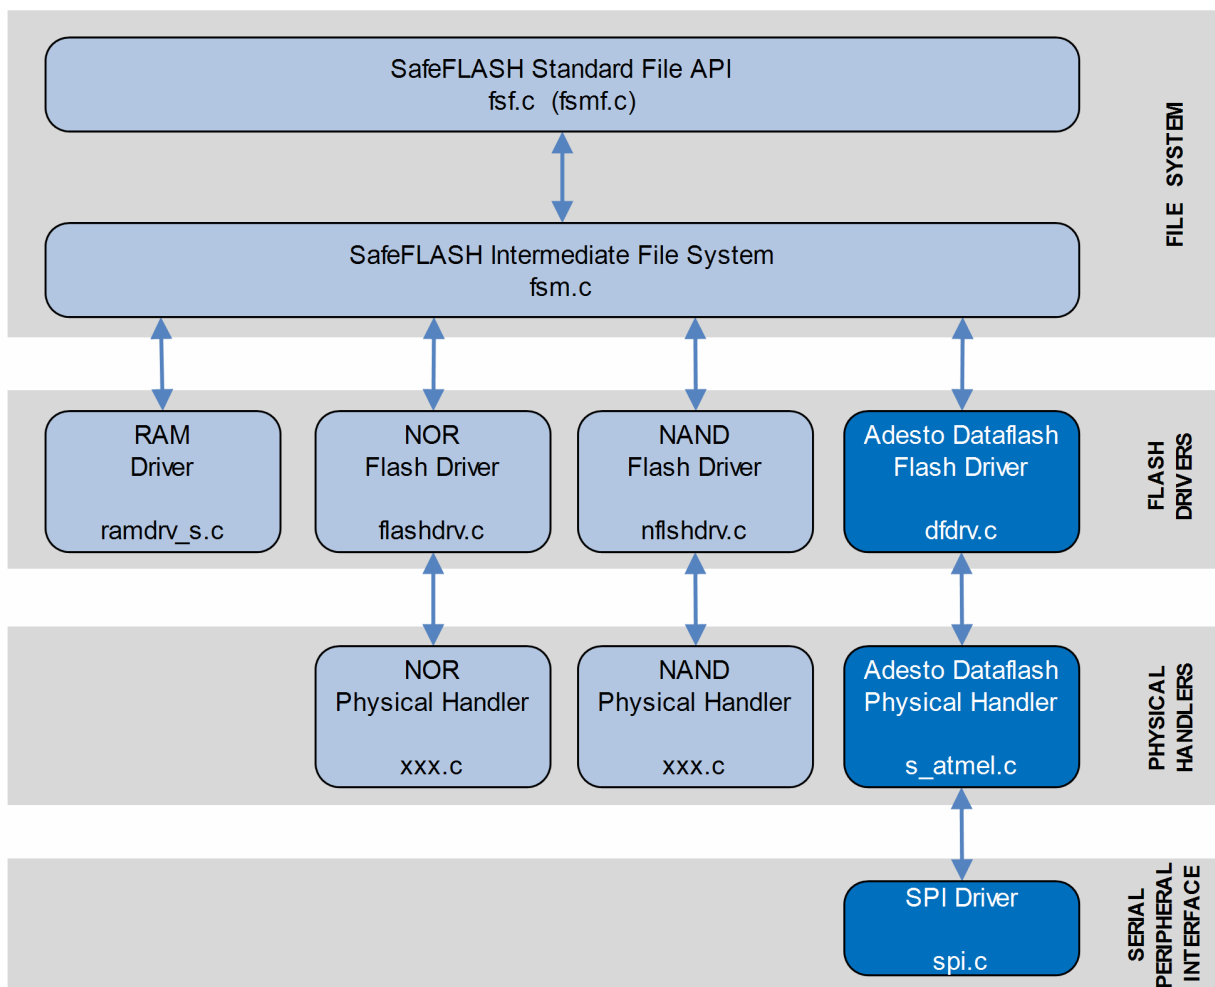 SafeFLASH Standard File API
fsf.c (fsmf.c)
FILE SYSTEM
SafeFLASH Intermediate File System
fsm.c
RAM
Driver
ramdrv_s.c
NOR
Flash Driver
flashdrv.c
NAND
Flash Driver
nflshdrv.c
Adesto Dataflash
Flash Driver
dfdrv.c
FLASH
DRIVERS
NOR
Physical Handler
xxx.c
NAND
Physical Handler
xxx.c
Adesto Dataflash
Physical Handler
s_atmel.c
PHYSICAL
HANDLERS
SPI Driver
spi.c
SERIAL
PERIPHERAL
INTERFACE